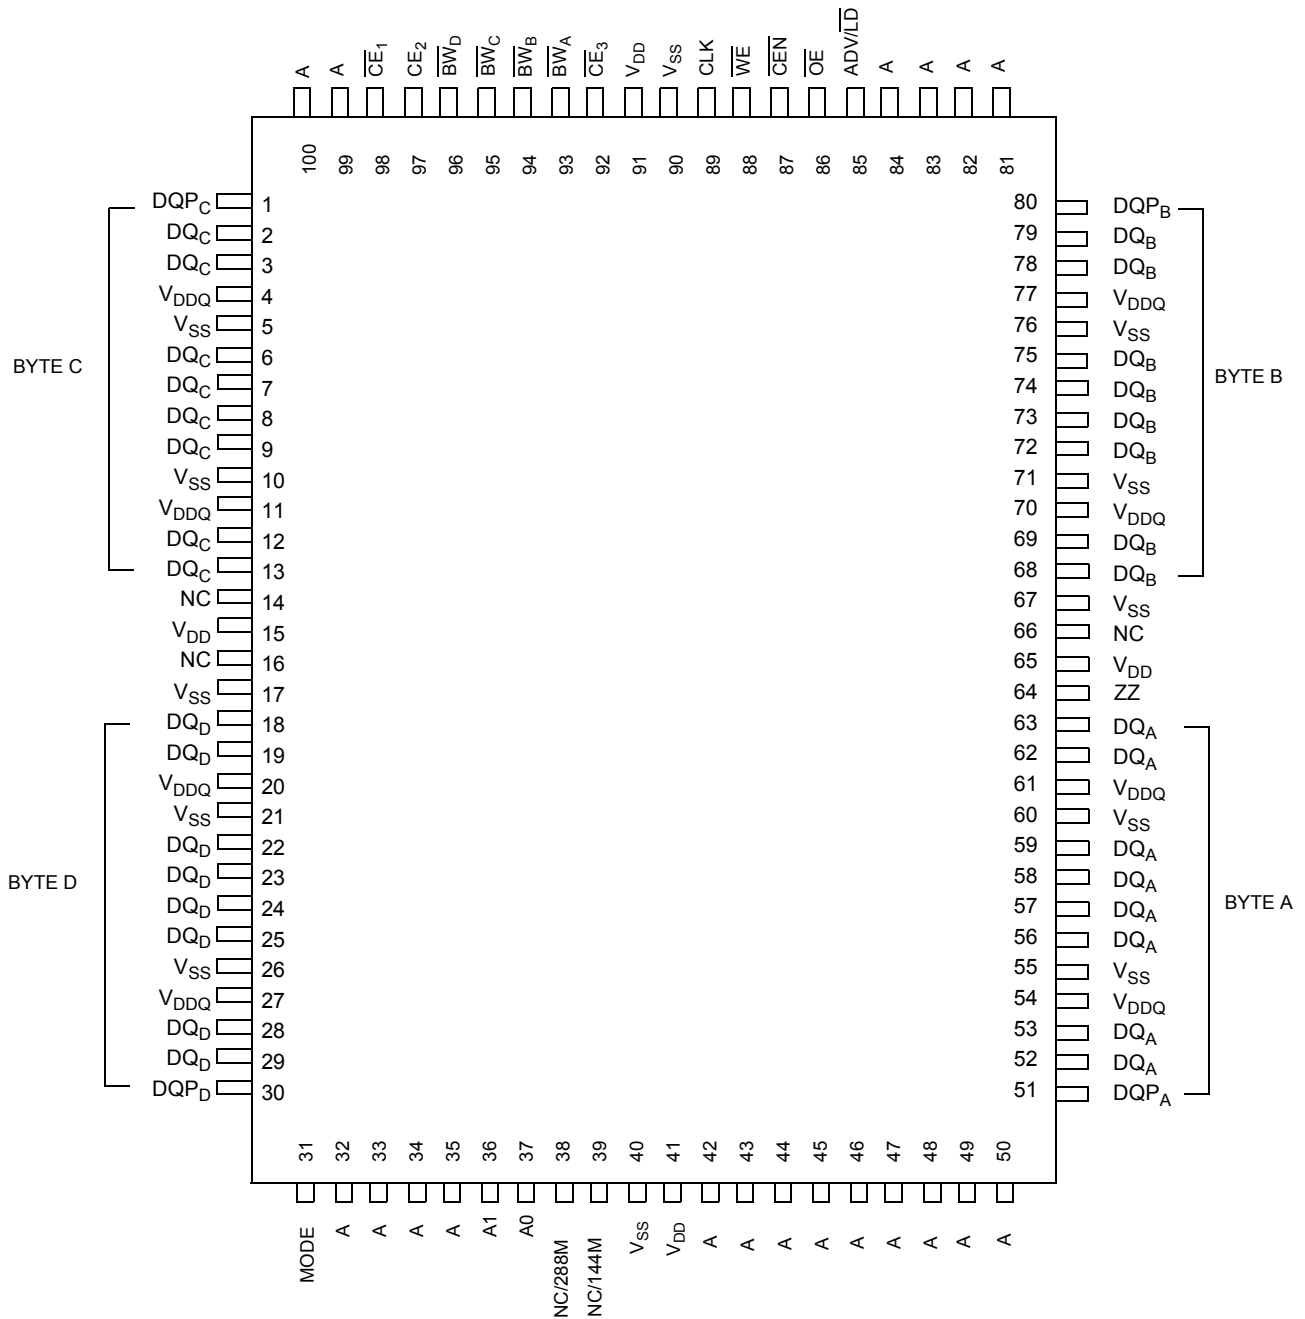 A A CE1 CE2 BWD BWC BWB BWA CE3 VDD VSS CLK WE CEN OE ADV/LD A A A A
100 99 98 97 96 95 94 93 92 91 90 89 88 87 86 85 84 83 82 81
DQPC 1 80 DQPB
DQC 2 79 DQB
DQC 3 78 DQB
VDDQ 4 77 VDDQ
VSS 5 76 VSS
DQC 6 75 DQB
BYTE C
BYTE B
DQC 7 74 DQB
DQC 8 73 DQB
DQC 9 72 DQB
VSS 10 71 VSS
VDDQ 11 70 VDDQ
DQC 12 69 DQB
DQC 13 68 DQB
NC 14 67 VSS
VDD 15 66 NC
NC 16 65 VDD
VSS 17 64 ZZ
DQD 18 63 DQA
DQD 19 62 DQA
VDDQ 20 61 VDDQ
VSS 21 60 VSS
DQD 22 59 DQA
DQD 23 58 DQA
BYTE D
BYTE A
DQD 24 57 DQA
DQD 25 56 DQA
VSS 26 55 VSS
VDDQ 27 54 VDDQ
DQD 28 53 DQA
DQD 29 52 DQA
DQPD 30 51 DQPA
31 32 33 34 35 36 37 38 39 40 41 42 43 44 45 46 47 48 49 50
MODE A A A A A1 A0 NC/288M NC/144M VSS VDD A A A A A A A A A